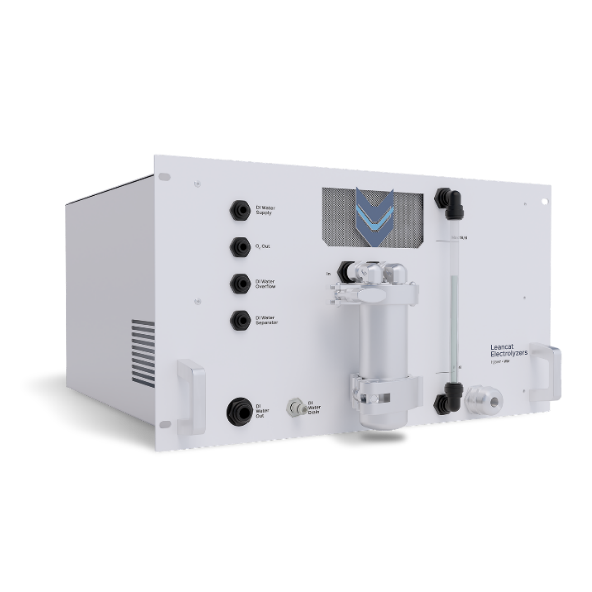 DI Water
Supply
O₂ Out
DI Water
Overflow
DI Water
Separator
DI
Water
Out
DI
Water
Drain
Leancat
Electrolyzers